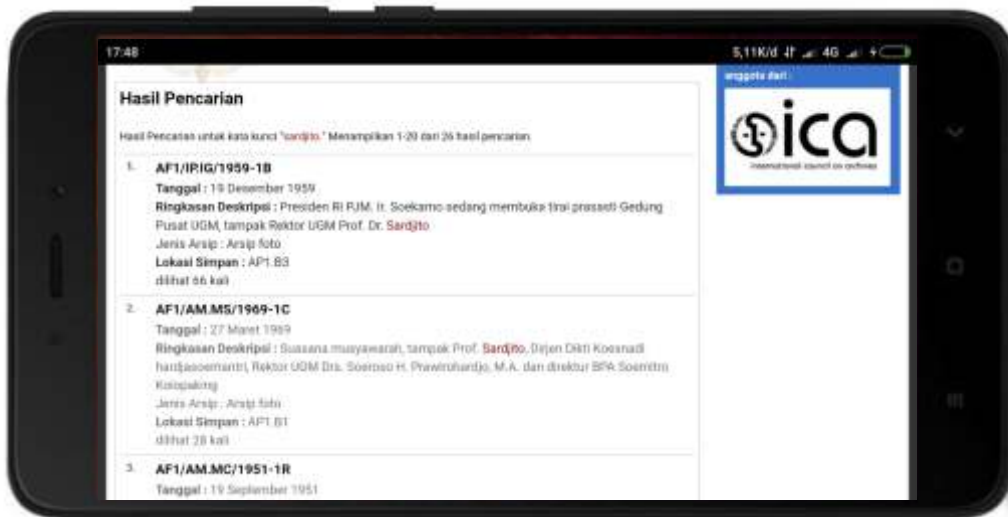 17:48
5,11K/d 4G
anggota dari :
ica
international council on archives
Hasil Pencarian
Hasil Pencarian untuk kata kunci "sardjito." Menampilkan 1-20 dari 26 hasil pencarian.
1. AF1/IP.IG/1959-1B
Tanggal : 19 Desember 1959
Ringkasan Deskripsi : Presiden RI PJM. Ir. Soekarno sedang membuka tirai prasasti Gedung
Pusat UGM, tampak Rektor UGM Prof. Dr. Sardjito
Jenis Arsip : Arsip foto
Lokasi Simpan : AP1.B3
dilihat 66 kali
2. AF1/AM.MS/1969-1C
Tanggal : 27 Maret 1969
Ringkasan Deskripsi : Suasana musyawarah, tampak Prof. Sardjito, Dirjen Dikti Koesnadi
hardjasoemantri, Rektor UGM Drs. Soeroso H. Prawirohardjo, M.A. dan direktur BPA Soemitro
Kolopaking
Jenis Arsip : Arsip foto
Lokasi Simpan : AP1.B1
dilihat 28 kali
3. AF1/AM.MC/1951-1R
Tanggal : 19 September 1951